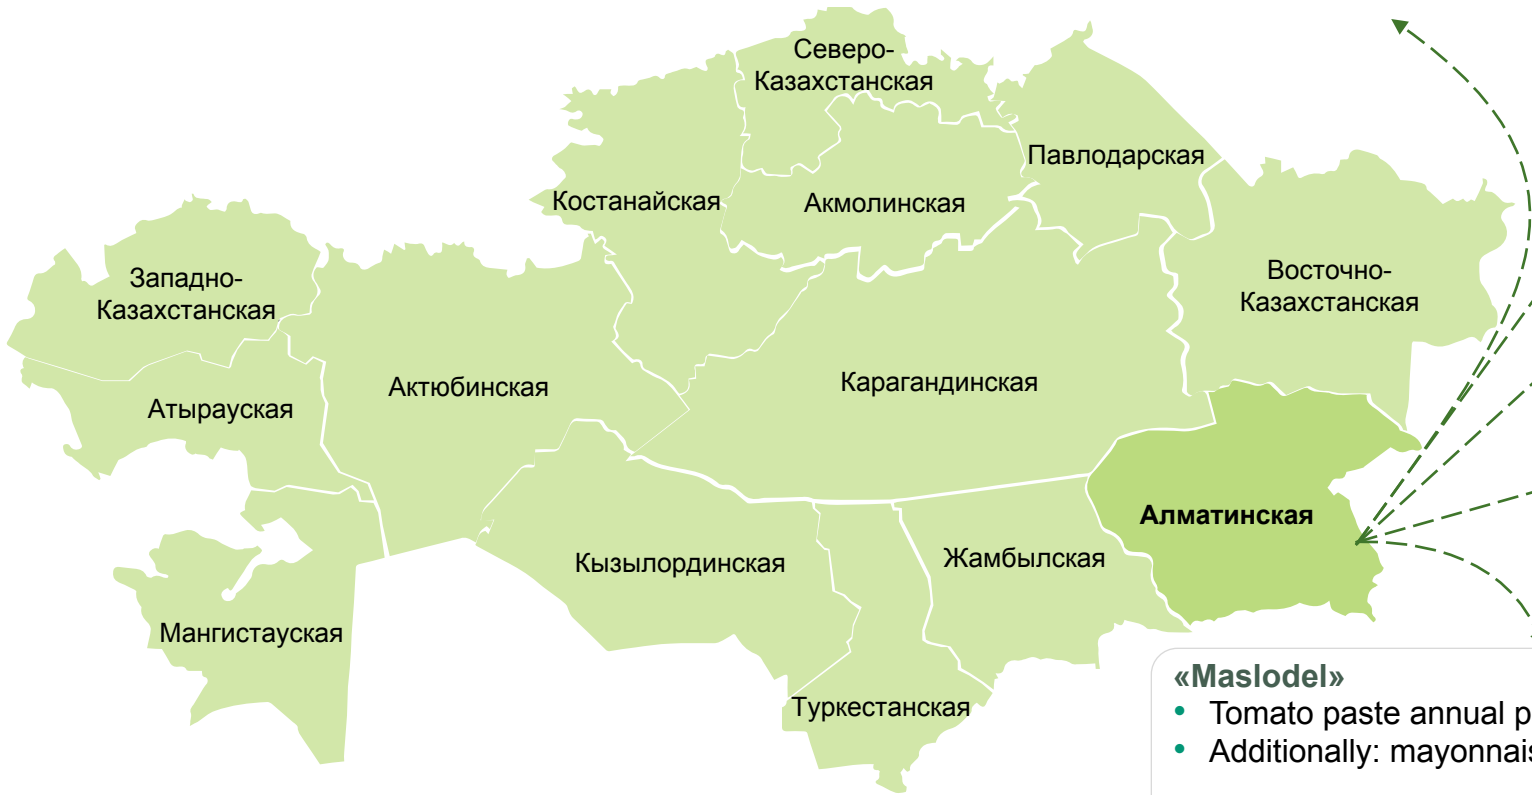 Северо-
Казахстанская
Павлодарская
Костанайская
Акмолинская
Западно-
Казахстанская
Восточно-
Казахстанская
Актюбинская
Карагандинская
Атырауская
Алматинская
Кызылординская
Жамбылская
Мангистауская
Туркестанская
«Maslodel»
• Tomato paste annual p
• Additionally: mayonnais